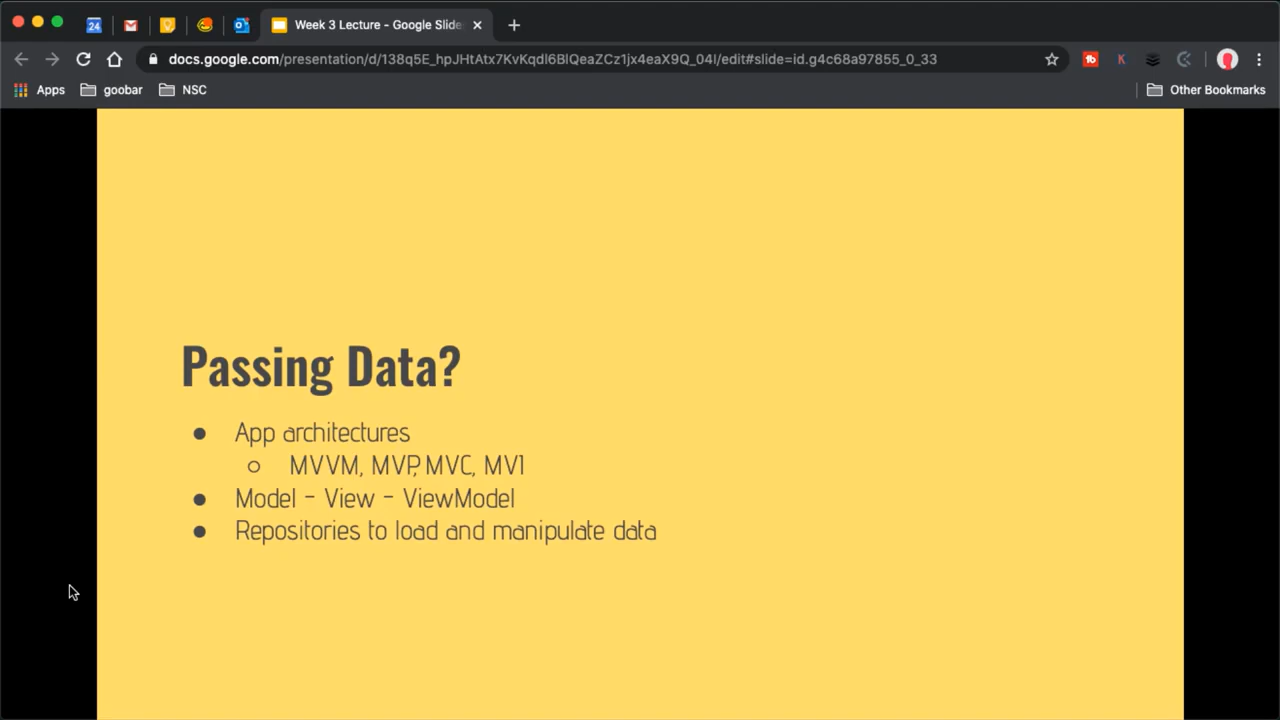 24
Week 3 Lecture - Google Slide
docs.google.com/presentation/d/138q5E_hpJHtAtx7KvKqdl6BlQeaZCz1jx4eaX9Q_04I/edit#slide=id.g4c68a97855_0_33
K
Apps
goobar
NSC
Other Bookmarks
Passing Data?
● App architectures
○ MVVM, MVP, MVC, MVI
● Model - View - ViewModel
● Repositories to load and manipulate data